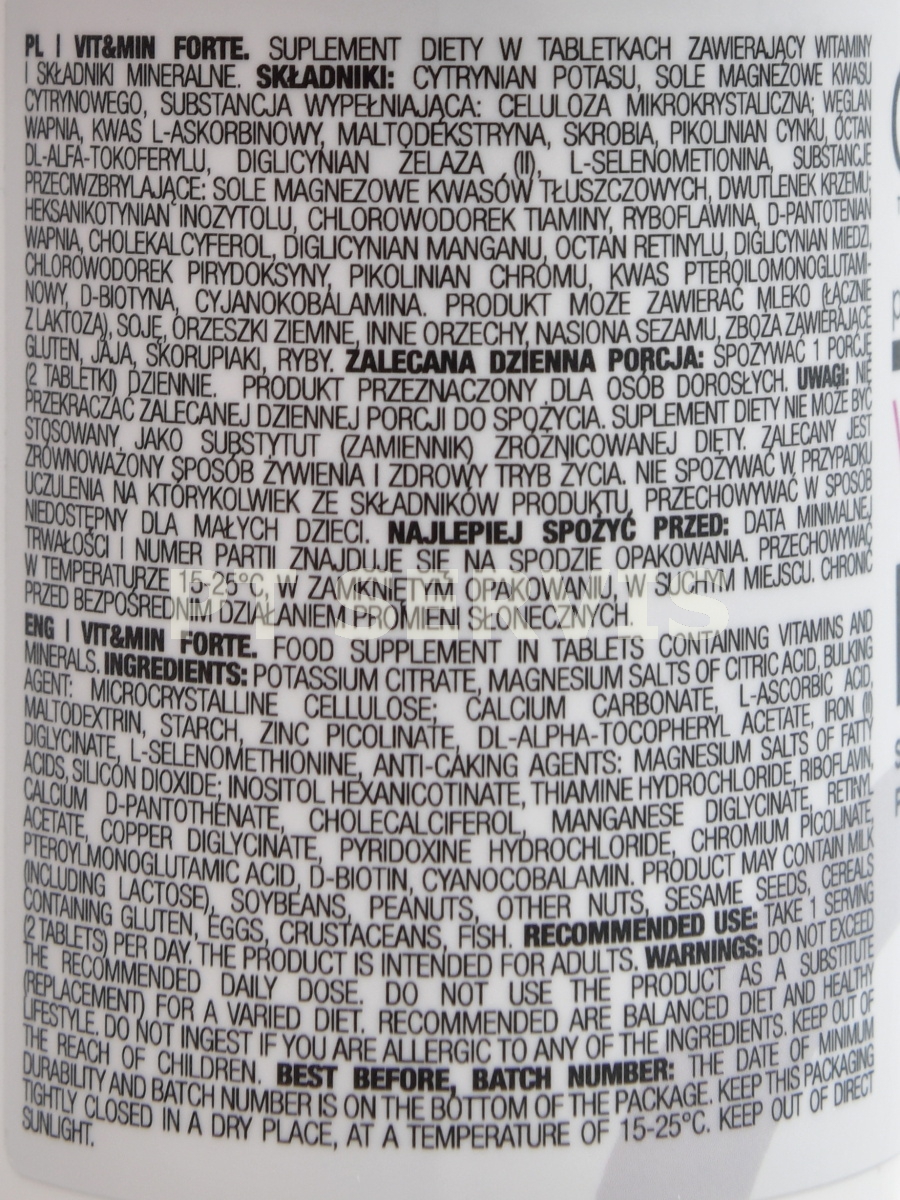 PL | VIT&MIN FORTE. SUPLEMENT DIETY W TABLETKACH ZAWIERAJĄCY WITAMINY
I SKŁADNIKI MINERALNE. SKŁADNIKI: CYTRYNIAN POTASU, SOLE MAGNEZOWE KWASU
CYTRYNOWEGO, SUBSTANCJA WYPEŁNIAJĄCA: CELULOZA MIKROKRYSTALICZNA; WĘGLAN
WAPNIA, KWAS L-ASKORBINOWY, MALTODEKSTRYNA, SKROBIA, PIKOLINIAN CYNKU, OCTAN
DL-ALFA-TOKOFERYLU, DIGLICYNIAN ŻELAZA (II), L-SELENOMETIONINA, SUBSTANCJE
PRZECIWZBRYLAJĄCE: SOLE MAGNEZOWE KWASÓW TŁUSZCZOWYCH, DWUTLENEK KRZEMU;
HEKSANIKOTYNIAN INOZYTOLU, CHLOROWODOREK TIAMINY, RYBOFLAWINA, D-PANTOTENIAN
WAPNIA, CHOLEKALCYFEROL, DIGLICYNIAN MANGANU, OCTAN RETINYLU, DIGLICYNIAN MIEDZI,
CHLOROWODOREK PIRYDOKSYNY, PIKOLINIAN CHROMU, KWAS PTEROILOMONOGLUTAMI-
NOWY, D-BIOTYNA, CYJANOKOBALAMINA. PRODUKT MOŻE ZAWIERAĆ MLEKO (ŁĄCZNIE
Z LAKTOZĄ), SOJĘ, ORZESZKI ZIEMNE, INNE ORZECHY, NASIONA SEZAMU, ZBOŻA ZAWIERAJĄCE
GLUTEN, JAJA, SKORUPIAKI, RYBY. ZALECANA DZIENNA PORCJA: SPOŻYWAĆ 1 PORCJĘ
(2 TABLETKI) DZIENNIE. PRODUKT PRZEZNACZONY DLA OSÓB DOROSŁYCH. UWAGI: NIE
PRZEKRACZAĆ ZALECANEJ DZIENNEJ PORCJI DO SPOŻYCIA. SUPLEMENT DIETY NIE MOŻE BYĆ
STOSOWANY JAKO SUBSTYTUT (ZAMIENNIK) ZRÓŻNICOWANEJ DIETY. ZALECANY JEST
ZRÓWNOWAŻONY SPOSÓB ŻYWIENIA I ZDROWY TRYB ŻYCIA. NIE SPOŻYWAĆ W PRZYPADKU
UCZULENIA NA KTÓRYKOLWIEK ZE SKŁADNIKÓW PRODUKTU. PRZECHOWYWAĆ W SPOSÓB
NIEDOSTĘPNY DLA MAŁYCH DZIECI. NAJLEPIEJ SPOŻYĆ PRZED: DATA MINIMALNEJ
TRWAŁOŚCI I NUMER PARTII ZNAJDUJE SIĘ NA SPODZIE OPAKOWANIA. PRZECHOWYWAĆ
W TEMPERATURZE 15-25°C, W ZAMKNIĘTYM OPAKOWANIU, W SUCHYM MIEJSCU. CHRONIĆ
PRZED BEZPOŚREDNIM DZIAŁANIEM PROMIENI SŁONECZNYCH.
PT SERVIS
ENG | VIT&MIN FORTE. FOOD SUPPLEMENT IN TABLETS CONTAINING VITAMINS AND
MINERALS. INGREDIENTS: POTASSIUM CITRATE, MAGNESIUM SALTS OF CITRIC ACID, BULKING
AGENT: MICROCRYSTALLINE CELLULOSE; CALCIUM CARBONATE, L-ASCORBIC ACID,
MALTODEXTRIN, STARCH, ZINC PICOLINATE, DL-ALPHA-TOCOPHERYL ACETATE, IRON (II)
DIGLYCINATE, L-SELENOMETHIONINE, ANTI-CAKING AGENTS: MAGNESIUM SALTS OF FATTY
ACIDS, SILICON DIOXIDE; INOSITOL HEXANICOTINATE, THIAMINE HYDROCHLORIDE, RIBOFLAVIN,
CALCIUM D-PANTOTHENATE, CHOLECALCIFEROL, MANGANESE DIGLYCINATE, RETINYL
ACETATE, COPPER DIGLYCINATE, PYRIDOXINE HYDROCHLORIDE, CHROMIUM PICOLINATE,
PTEROYLMONOGLUTAMIC ACID, D-BIOTIN, CYANOCOBALAMIN. PRODUCT MAY CONTAIN MILK
(INCLUDING LACTOSE), SOYBEANS, PEANUTS, OTHER NUTS, SESAME SEEDS, CEREALS
CONTAINING GLUTEN, EGGS, CRUSTACEANS, FISH. RECOMMENDED USE: TAKE 1 SERVING
(2 TABLETS) PER DAY. THE PRODUCT IS INTENDED FOR ADULTS. WARNINGS: DO NOT EXCEED
THE RECOMMENDED DAILY DOSE. DO NOT USE THE PRODUCT AS A SUBSTITUTE
(REPLACEMENT) FOR A VARIED DIET. RECOMMENDED ARE BALANCED DIET AND HEALTHY
LIFESTYLE. DO NOT INGEST IF YOU ARE ALLERGIC TO ANY OF THE INGREDIENTS. KEEP OUT OF
THE REACH OF CHILDREN. BEST BEFORE, BATCH NUMBER: THE DATE OF MINIMUM
DURABILITY AND BATCH NUMBER IS ON THE BOTTOM OF THE PACKAGE. KEEP THIS PACKAGING
TIGHTLY CLOSED IN A DRY PLACE, AT A TEMPERATURE OF 15-25°C. KEEP OUT OF DIRECT
SUNLIGHT.